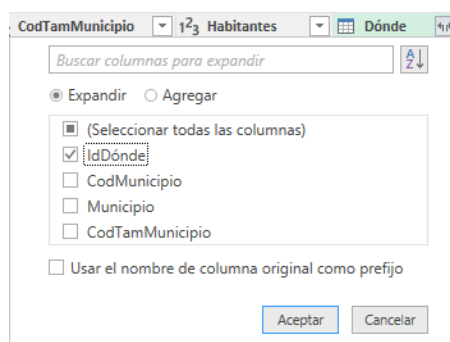 CodTamMunicipio 1²3 Habitantes Dónde
Buscar columnas para expandir
Expandir Agregar
(Seleccionar todas las columnas)
IdDónde
CodMunicipio
Municipio
CodTamMunicipio
Usar el nombre de columna original como prefijo
Aceptar Cancelar